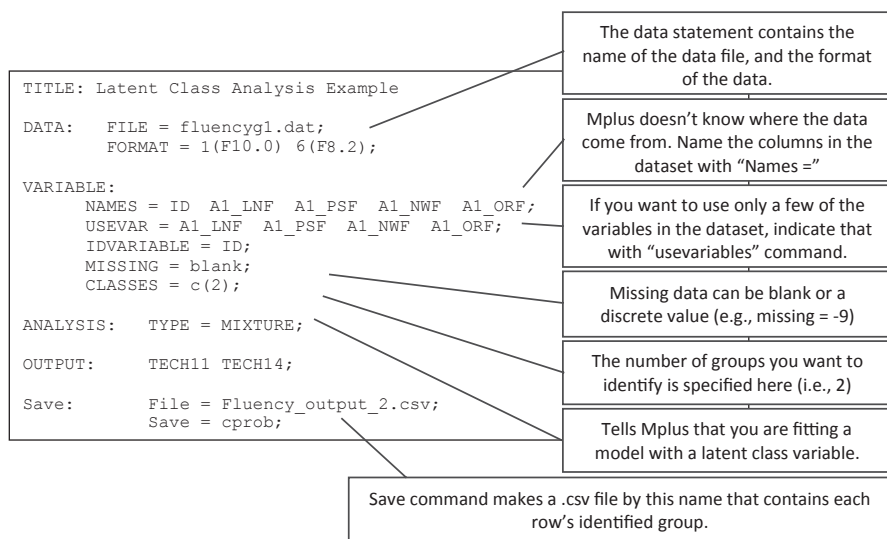 TITLE: Latent Class Analysis Example
DATA: FILE = fluencyg1.dat;
FORMAT = 1(F10.0) 6(F8.2);
VARIABLE:
NAMES = ID A1_LNF A1_PSF A1_NWF A1_ORF;
USEVAR = A1_LNF A1_PSF A1_NWF A1_ORF;
IDVARIABLE = ID;
MISSING = blank;
CLASSES = c(2);
ANALYSIS: TYPE = MIXTURE;
OUTPUT: TECH11 TECH14;
Save: File = Fluency_output_2.csv;
Save = cprob;
The data statement contains the
name of the data file, and the format
of the data.
Mplus doesn’t know where the data
come from. Name the columns in the
dataset with “Names =”
If you want to use only a few of the
variables in the dataset, indicate that
with “usevariables” command.
Missing data can be blank or a
discrete value (e.g., missing = -9)
The number of groups you want to
identify is specified here (i.e., 2)
Tells Mplus that you are fitting a
model with a latent class variable.
Save command makes a .csv file by this name that contains each
row’s identified group.